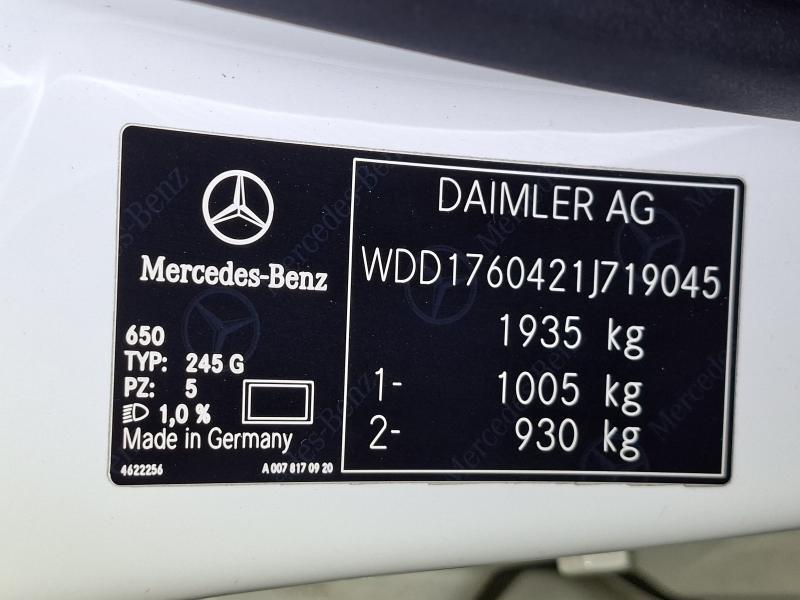 Mercedes-Benz
650
TYP: 245 G
PZ: 5
1,0 %
Made in Germany
4622256
A 007 817 09 20
DAIMLER AG
WDD1760421J719045
1935 kg
1- 1005 kg
2- 930 kg